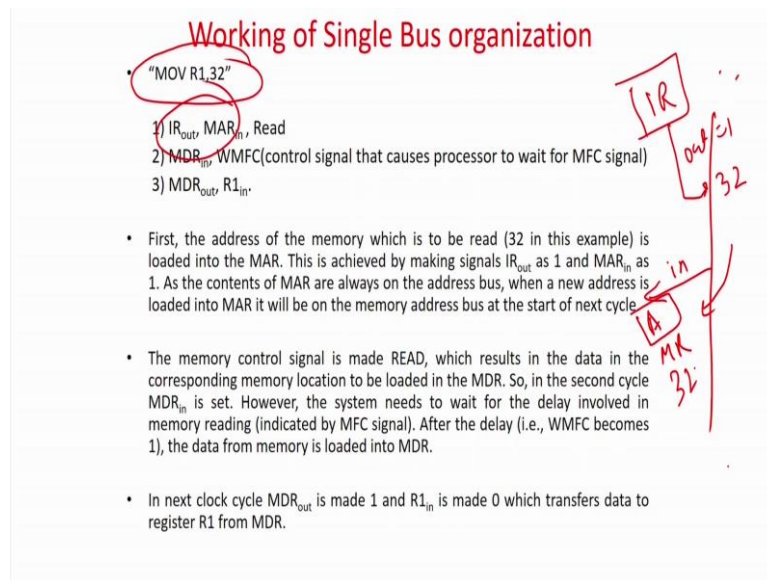 Working of Single Bus organization
• "MOV R1,32"
1) IRout, MARin, Read
2) MDRin, WMFC(control signal that causes processor to wait for MFC signal)
3) MDRout, R1in.
• First, the address of the memory which is to be read (32 in this example) is
loaded into the MAR. This is achieved by making signals IRout as 1 and MARin as
1. As the contents of MAR are always on the address bus, when a new address is
loaded into MAR it will be on the memory address bus at the start of next cycle
• The memory control signal is made READ, which results in the data in the
corresponding memory location to be loaded in the MDR. So, in the second cycle
MDRin is set. However, the system needs to wait for the delay involved in
memory reading (indicated by MFC signal). After the delay (i.e., WMFC becomes
1), the data from memory is loaded into MDR.
• In next clock cycle MDRout is made 1 and R1in is made 0 which transfers data to
register R1 from MDR.
IR
out=1
32
in
A
MR
32